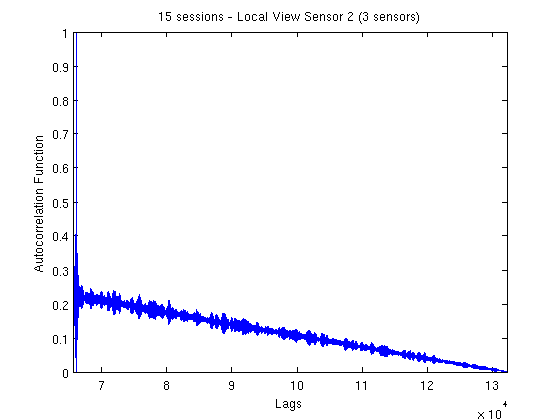 15 sessions - Local View Sensor 2 (3 sensors)
1
0.9
0.8
0.7
0.6
0.5
0.4
0.3
0.2
0.1
0
Autocorrelation Function
7 8 9 10 11 12 13
Lags
x 10^4